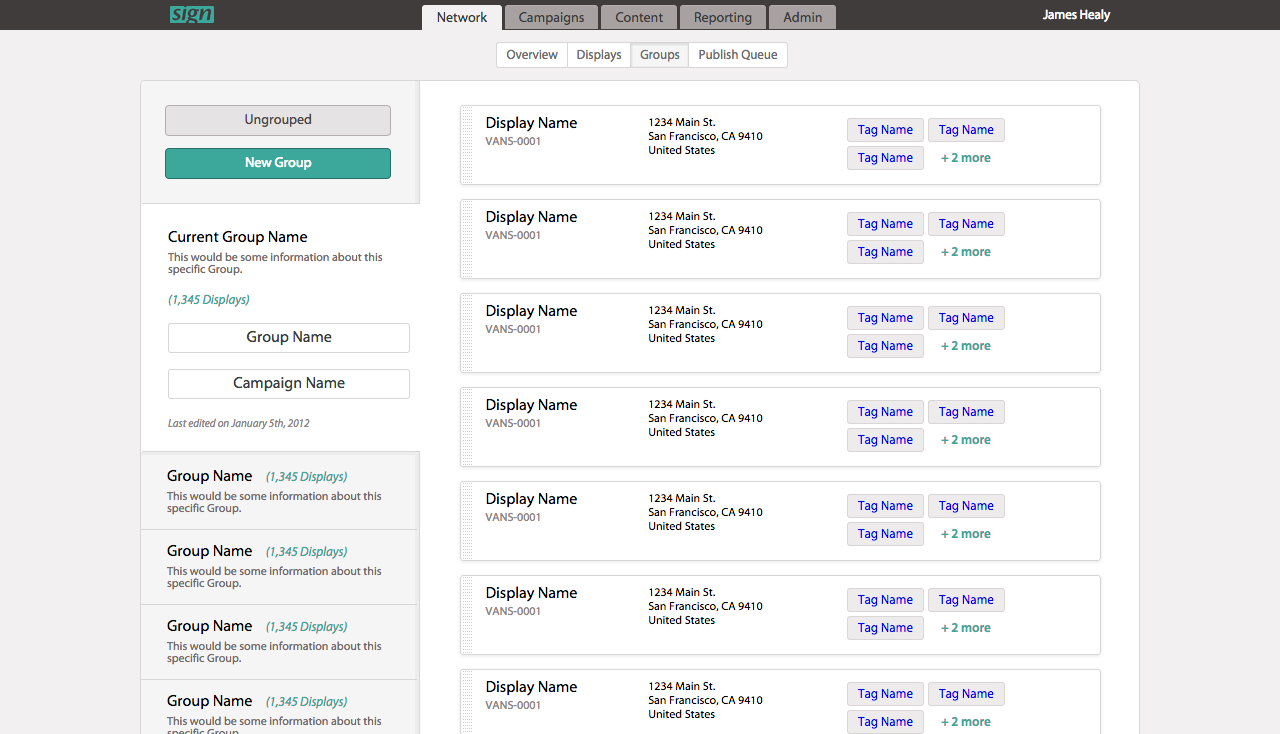 sign
Network Campaigns Content Reporting Admin
James Healy
Overview Displays Groups Publish Queue
Ungrouped
New Group
Current Group Name
This would be some information about this
specific Group.
(1,345 Displays)
Group Name
Campaign Name
Last edited on January 5th, 2012
Group Name (1,345 Displays)
This would be some information about this
specific Group.
Group Name (1,345 Displays)
This would be some information about this
specific Group.
Group Name (1,345 Displays)
This would be some information about this
specific Group.
Group Name (1,345 Displays)
This would be some information about this
specific Group.
Display Name
VANS-0001
1234 Main St.
San Francisco, CA 9410
United States
Tag Name Tag Name
Tag Name + 2 more
Display Name
VANS-0001
1234 Main St.
San Francisco, CA 9410
United States
Tag Name Tag Name
Tag Name + 2 more
Display Name
VANS-0001
1234 Main St.
San Francisco, CA 9410
United States
Tag Name Tag Name
Tag Name + 2 more
Display Name
VANS-0001
1234 Main St.
San Francisco, CA 9410
United States
Tag Name Tag Name
Tag Name + 2 more
Display Name
VANS-0001
1234 Main St.
San Francisco, CA 9410
United States
Tag Name Tag Name
Tag Name + 2 more
Display Name
VANS-0001
1234 Main St.
San Francisco, CA 9410
United States
Tag Name Tag Name
Tag Name + 2 more
Display Name
VANS-0001
1234 Main St.
San Francisco, CA 9410
United States
Tag Name Tag Name
Tag Name + 2 more